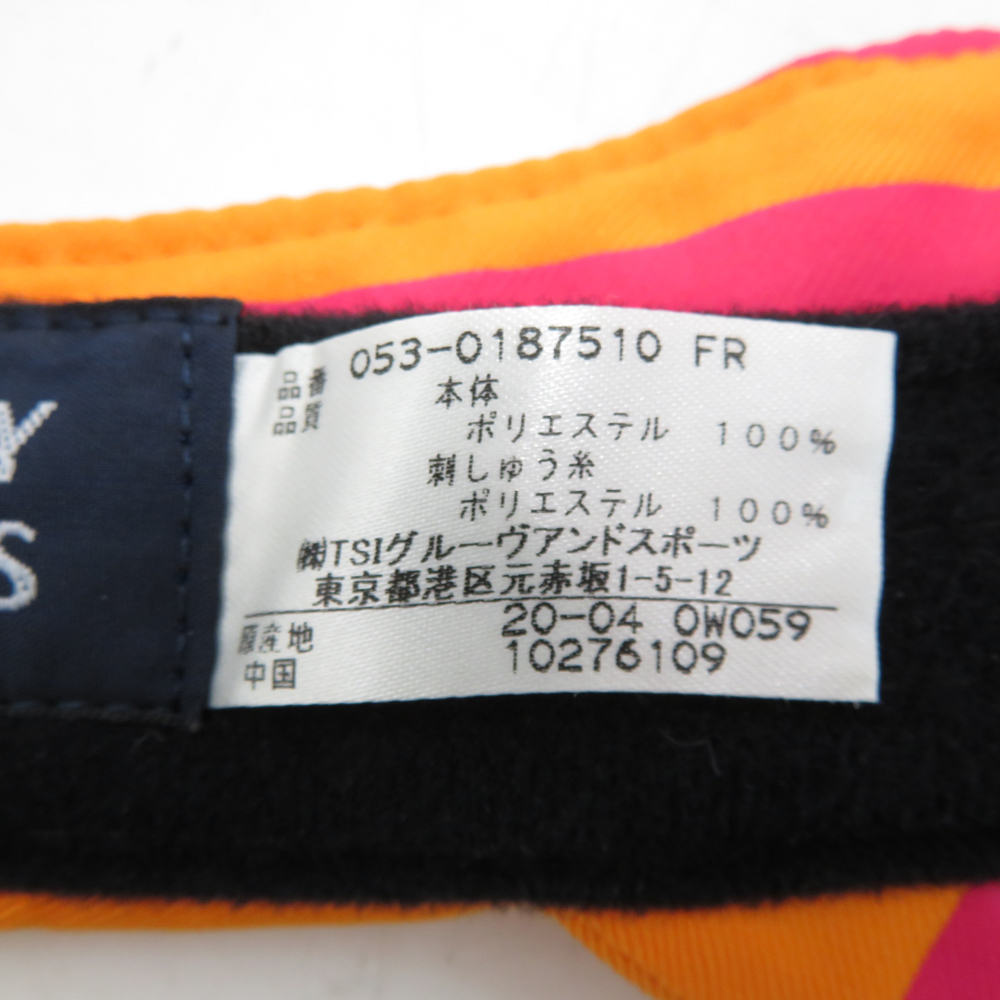 品番 053-0187510 FR
品質 本体
ポリエステル 100%
刺しゅう糸
ポリエステル 100%
㈱TSIグルーヴアンドスポーツ
東京都港区元赤坂1-5-12
原産地 20-04 0W059
中国 10276109
Y
S